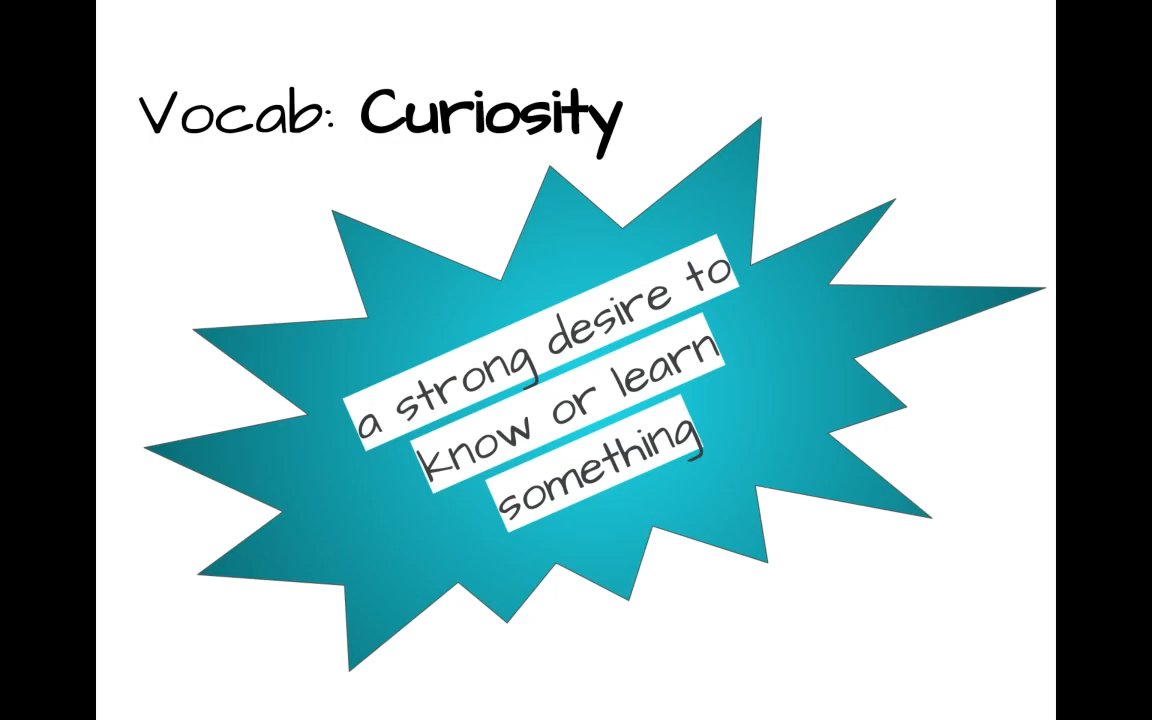 Vocab: Curiosity
a strong desire to
know or learn
something